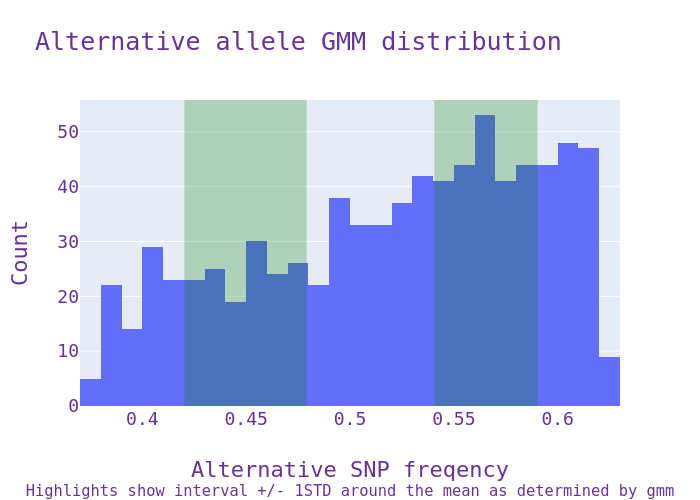 Alternative allele GMM distribution
50
40
30
20
10
0
Count
0.4 0.45 0.5 0.55 0.6
Alternative SNP freqency
Highlights show interval +/- 1STD around the mean as determined by gmm